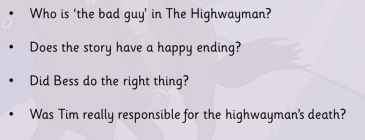 • Who is ‘the bad guy’ in The Highwayman?
• Does the story have a happy ending?
• Did Bess do the right thing?
• Was Tim really responsible for the highwayman’s death?